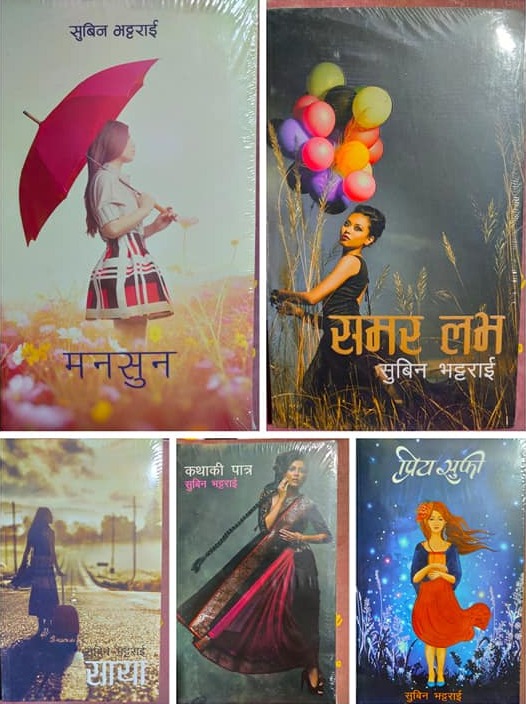 सुबिन भट्टराई
मनसुन
समर लभ
सुबिन भट्टराई
सुबिन भट्टराई
साया
कथाकी पात्र
सुबिन भट्टराई
प्रिय सुफी
सुबिन भट्टराई